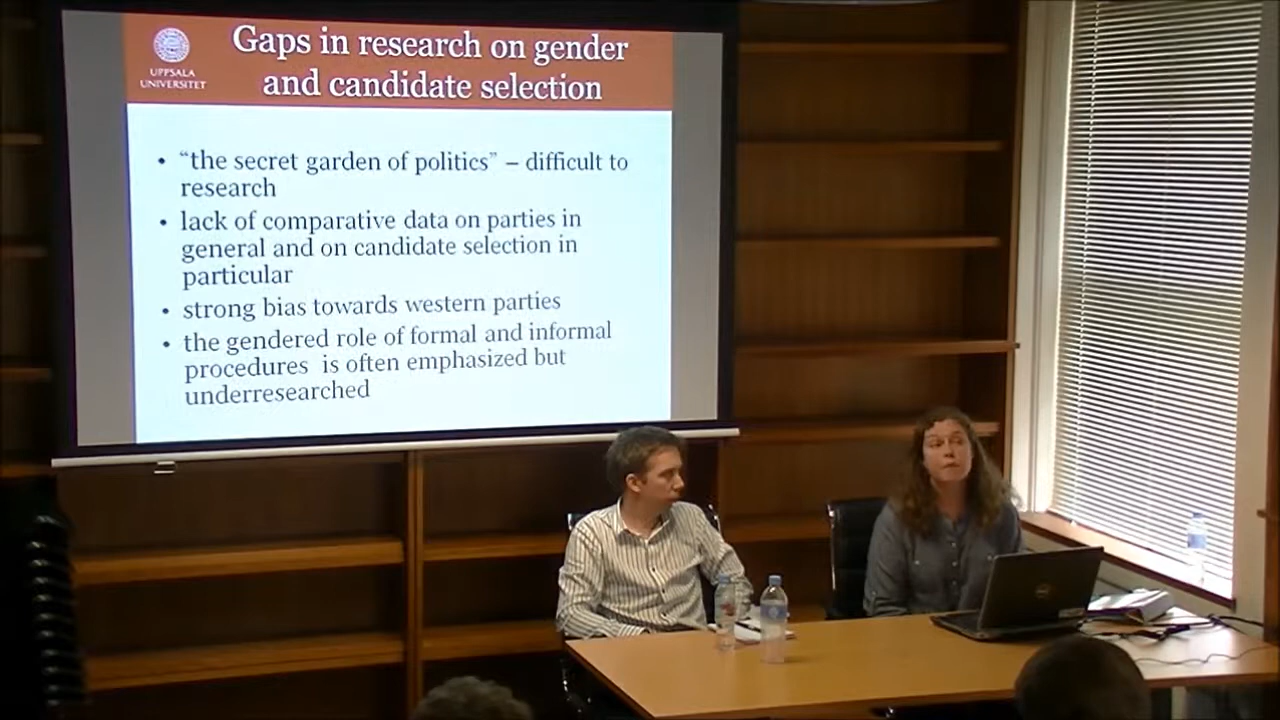 UPPSALA
UNIVERSITET
Gaps in research on gender
and candidate selection
• “the secret garden of politics” – difficult to
research
• lack of comparative data on parties in
general and on candidate selection in
particular
• strong bias towards western parties
• the gendered role of formal and informal
procedures is often emphasized but
underresearched